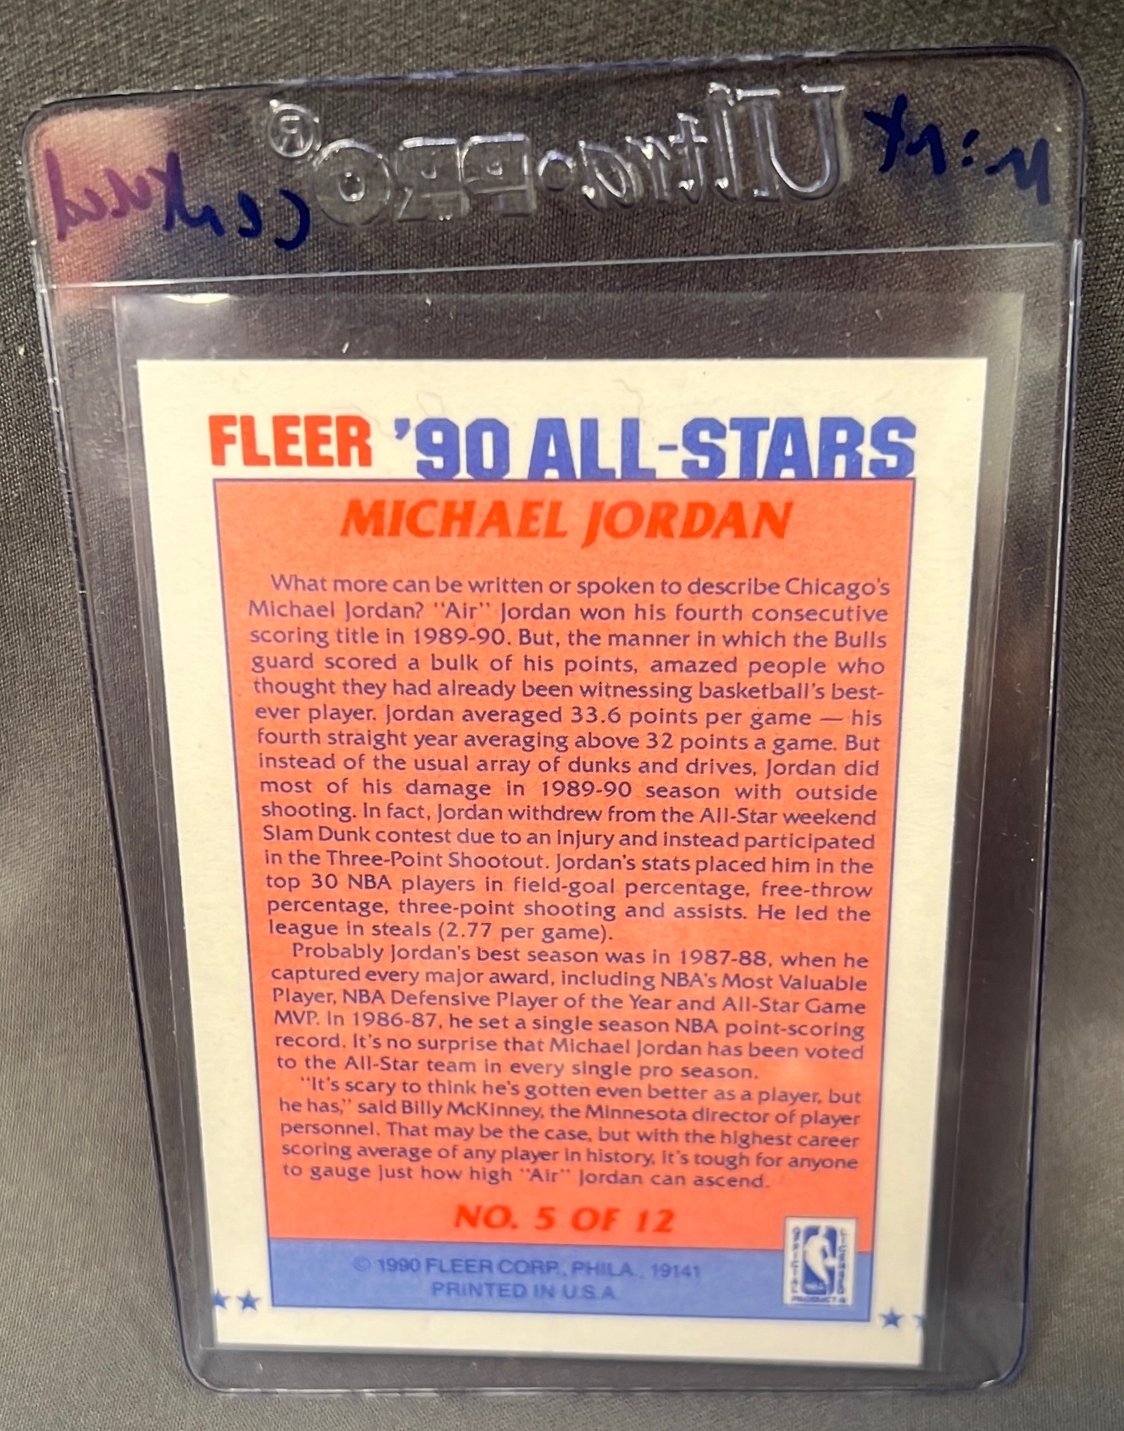 Ultra•PRO®
FLEER '90 ALL-STARS
MICHAEL JORDAN
What more can be written or spoken to describe Chicago's
Michael Jordan? "Air" Jordan won his fourth consecutive
scoring title in 1989-90. But, the manner in which the Bulls
guard scored a bulk of his points, amazed people who
thought they had already been witnessing basketball's best-
ever player. Jordan averaged 33.6 points per game — his
fourth straight year averaging above 32 points a game. But
instead of the usual array of dunks and drives, Jordan did
most of his damage in 1989-90 season with outside
shooting. In fact, Jordan withdrew from the All-Star weekend
Slam Dunk contest due to an injury and instead participated
in the Three-Point Shootout. Jordan's stats placed him in the
top 30 NBA players in field-goal percentage, free-throw
percentage, three-point shooting and assists. He led the
league in steals (2.77 per game).
Probably Jordan's best season was in 1987-88, when he
captured every major award, including NBA's Most Valuable
Player, NBA Defensive Player of the Year and All-Star Game
MVP. In 1986-87, he set a single season NBA point-scoring
record. It's no surprise that Michael Jordan has been voted
to the All-Star team in every single pro season.
"It's scary to think he's gotten even better as a player, but
he has," said Billy McKinney, the Minnesota director of player
personnel. That may be the case, but with the highest career
scoring average of any player in history, it's tough for anyone
to gauge just how high "Air" Jordan can ascend.
NO. 5 OF 12
© 1990 FLEER CORP., PHILA., 19141
PRINTED IN U.S.A.
OFFICIAL LICENSED
NBA
PRODUCT